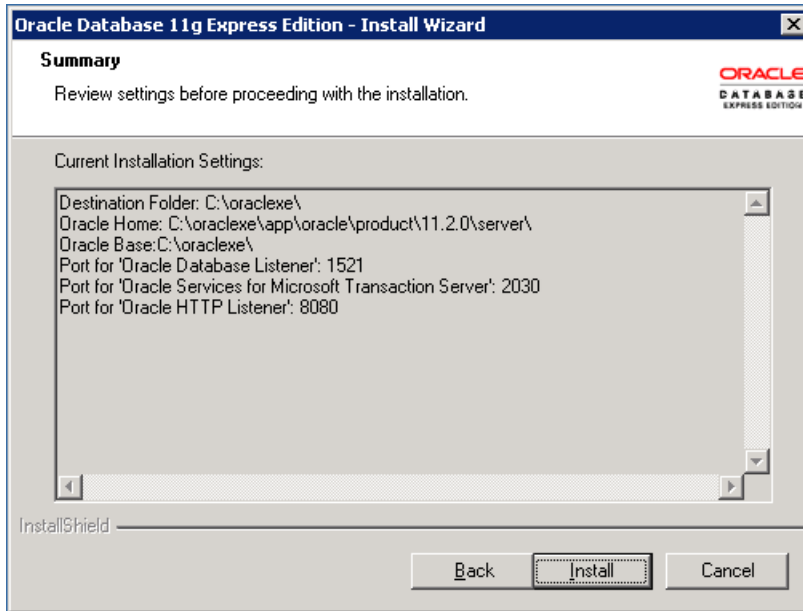 Oracle Database 11g Express Edition - Install Wizard
Summary
Review settings before proceeding with the installation.
ORACLE
DATABASE
EXPRESS EDITION
Current Installation Settings:
Destination Folder: C:\oraclexe\
Oracle Home: C:\oraclexe\app\oracle\product\11.2.0\server\
Oracle Base:C:\oraclexe\
Port for 'Oracle Database Listener': 1521
Port for 'Oracle Services for Microsoft Transaction Server': 2030
Port for 'Oracle HTTP Listener': 8080
InstallShield
Back Install Cancel